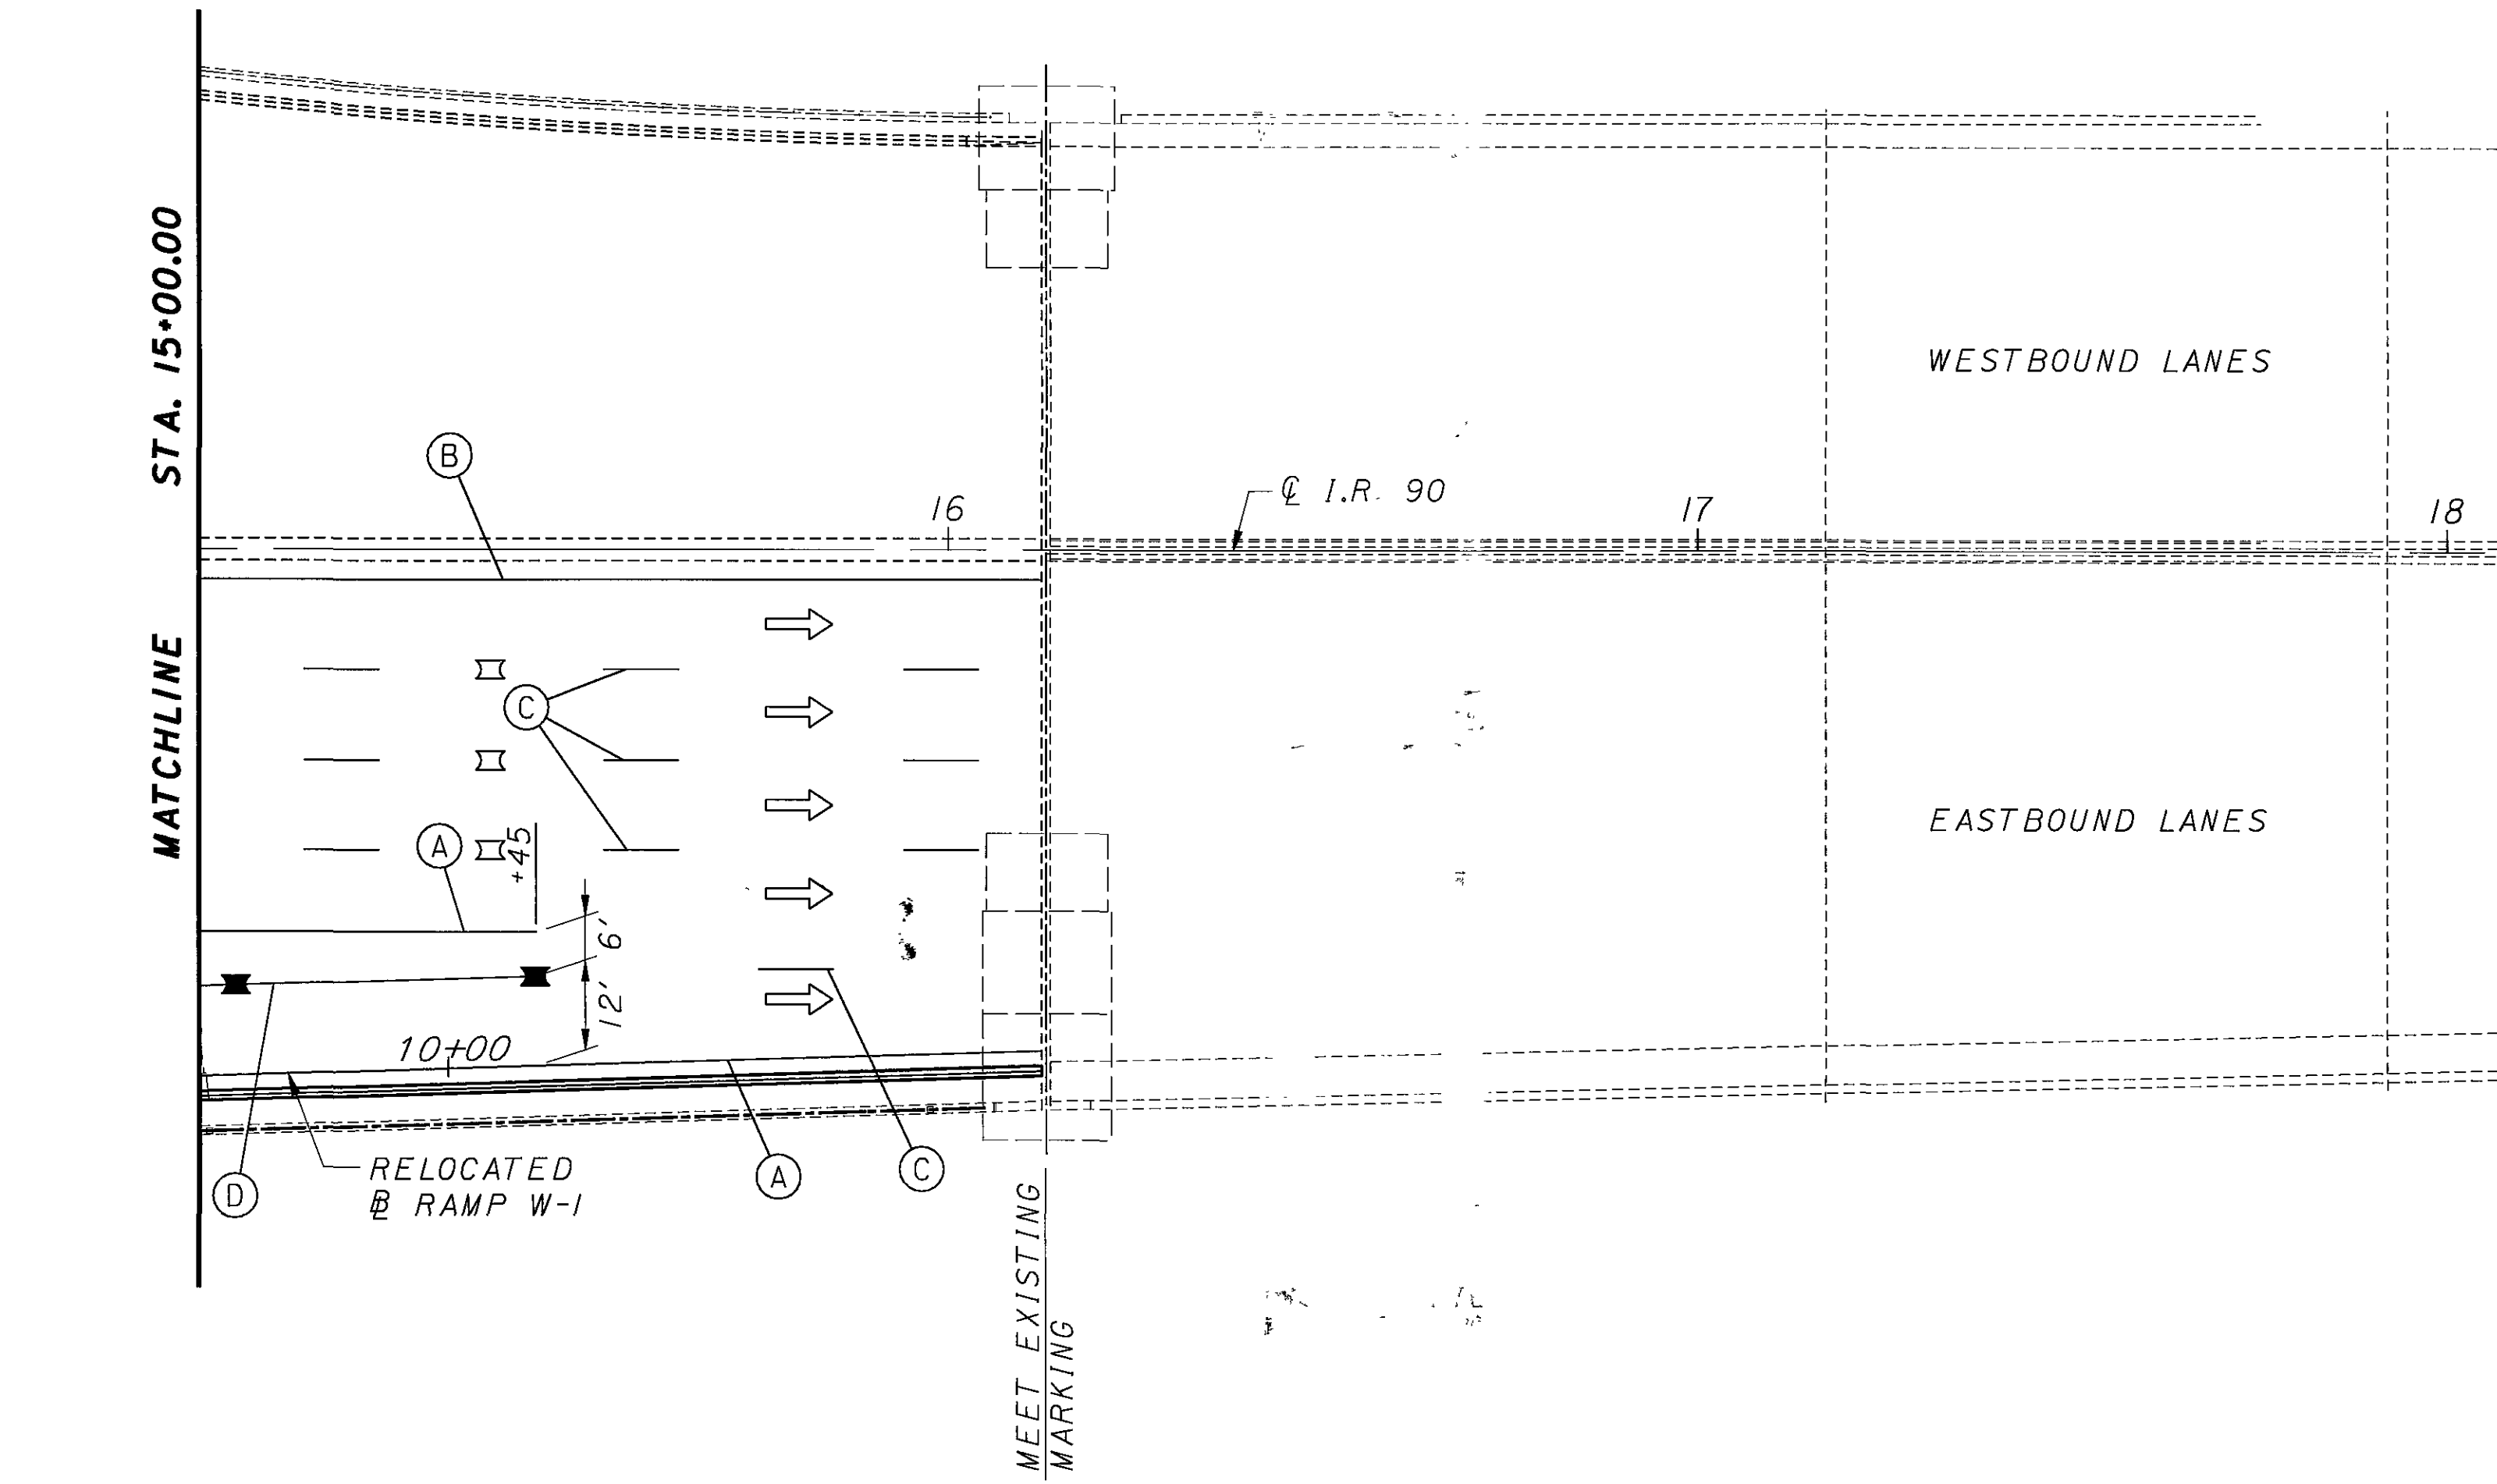 MATCHLINE STA. 15+00.00
WESTBOUND LANES
B
16
℄ I.R. 90
17
18
C
EASTBOUND LANES
A
+45
6'
12'
10+00
RELOCATED
BL RAMP W-1
D
A
C
MEET EXISTING
MARKING